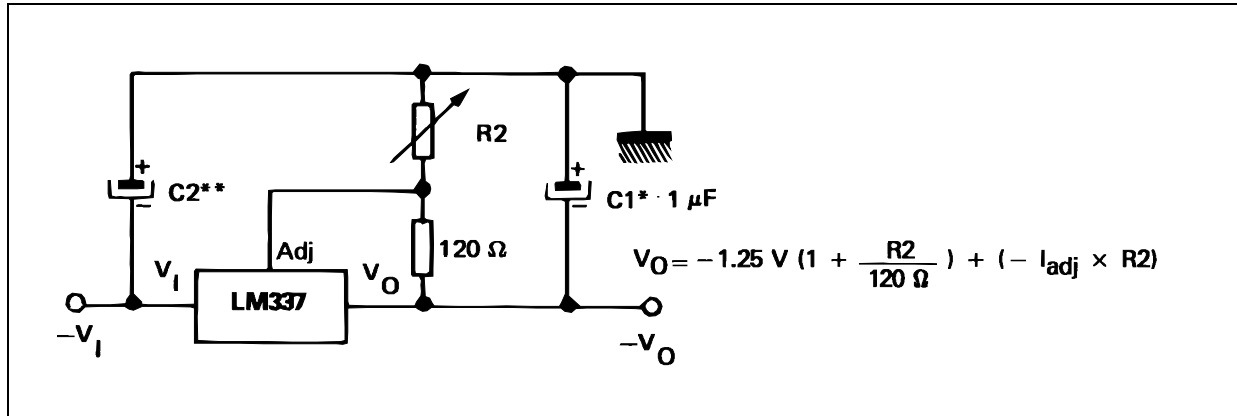 R2
+
C2**
−
+
C1* · 1 μF
−
Adj
120 Ω
V_I
V_O
LM337
−V_I
−V_O
V_O = −1.25 V (1 + R2 / 120 Ω ) + (− I_adj × R2)